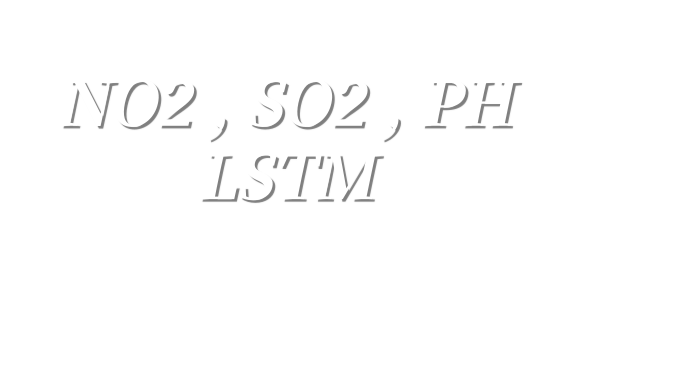 NO2 , SO2 , PH
LSTM